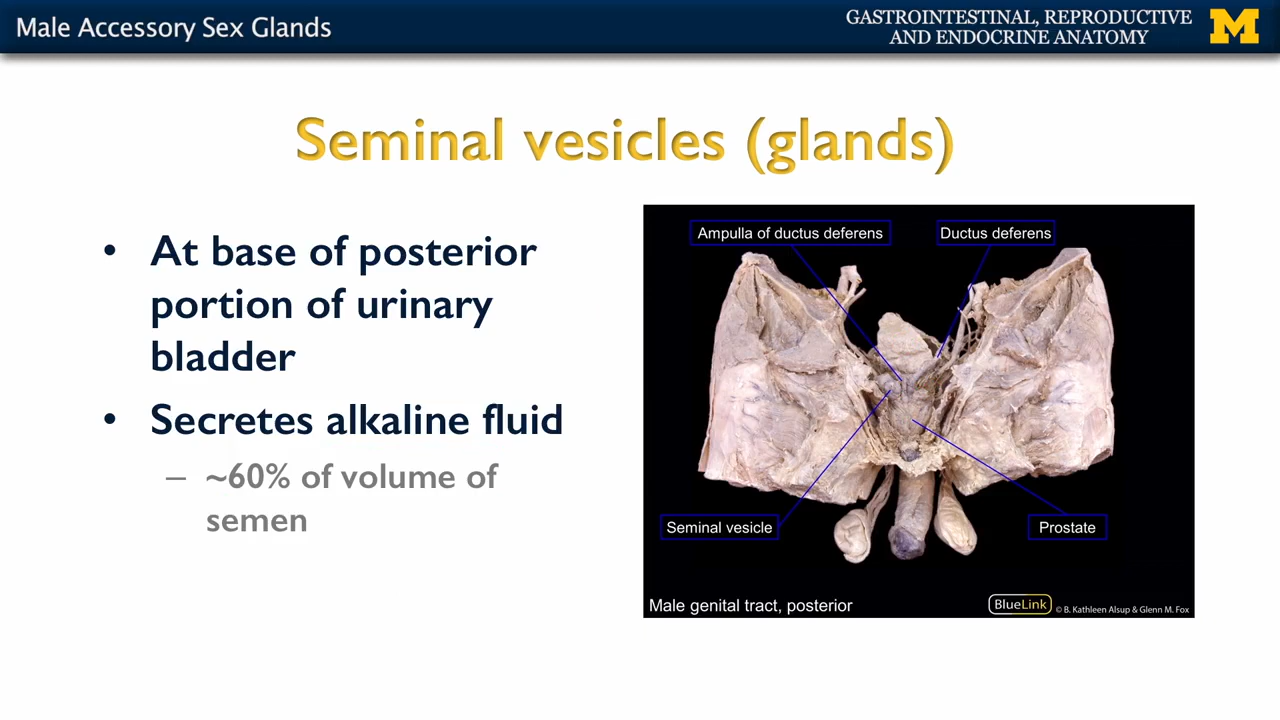 Male Accessory Sex Glands
GASTROINTESTINAL, REPRODUCTIVE
AND ENDOCRINE ANATOMY
M
Seminal vesicles (glands)
• At base of posterior
portion of urinary
bladder
• Secretes alkaline fluid
– ~60% of volume of
semen
Ampulla of ductus deferens
Ductus deferens
Seminal vesicle
Prostate
Male genital tract, posterior
BlueLink
© B. Kathleen Alsup & Glenn M. Fox